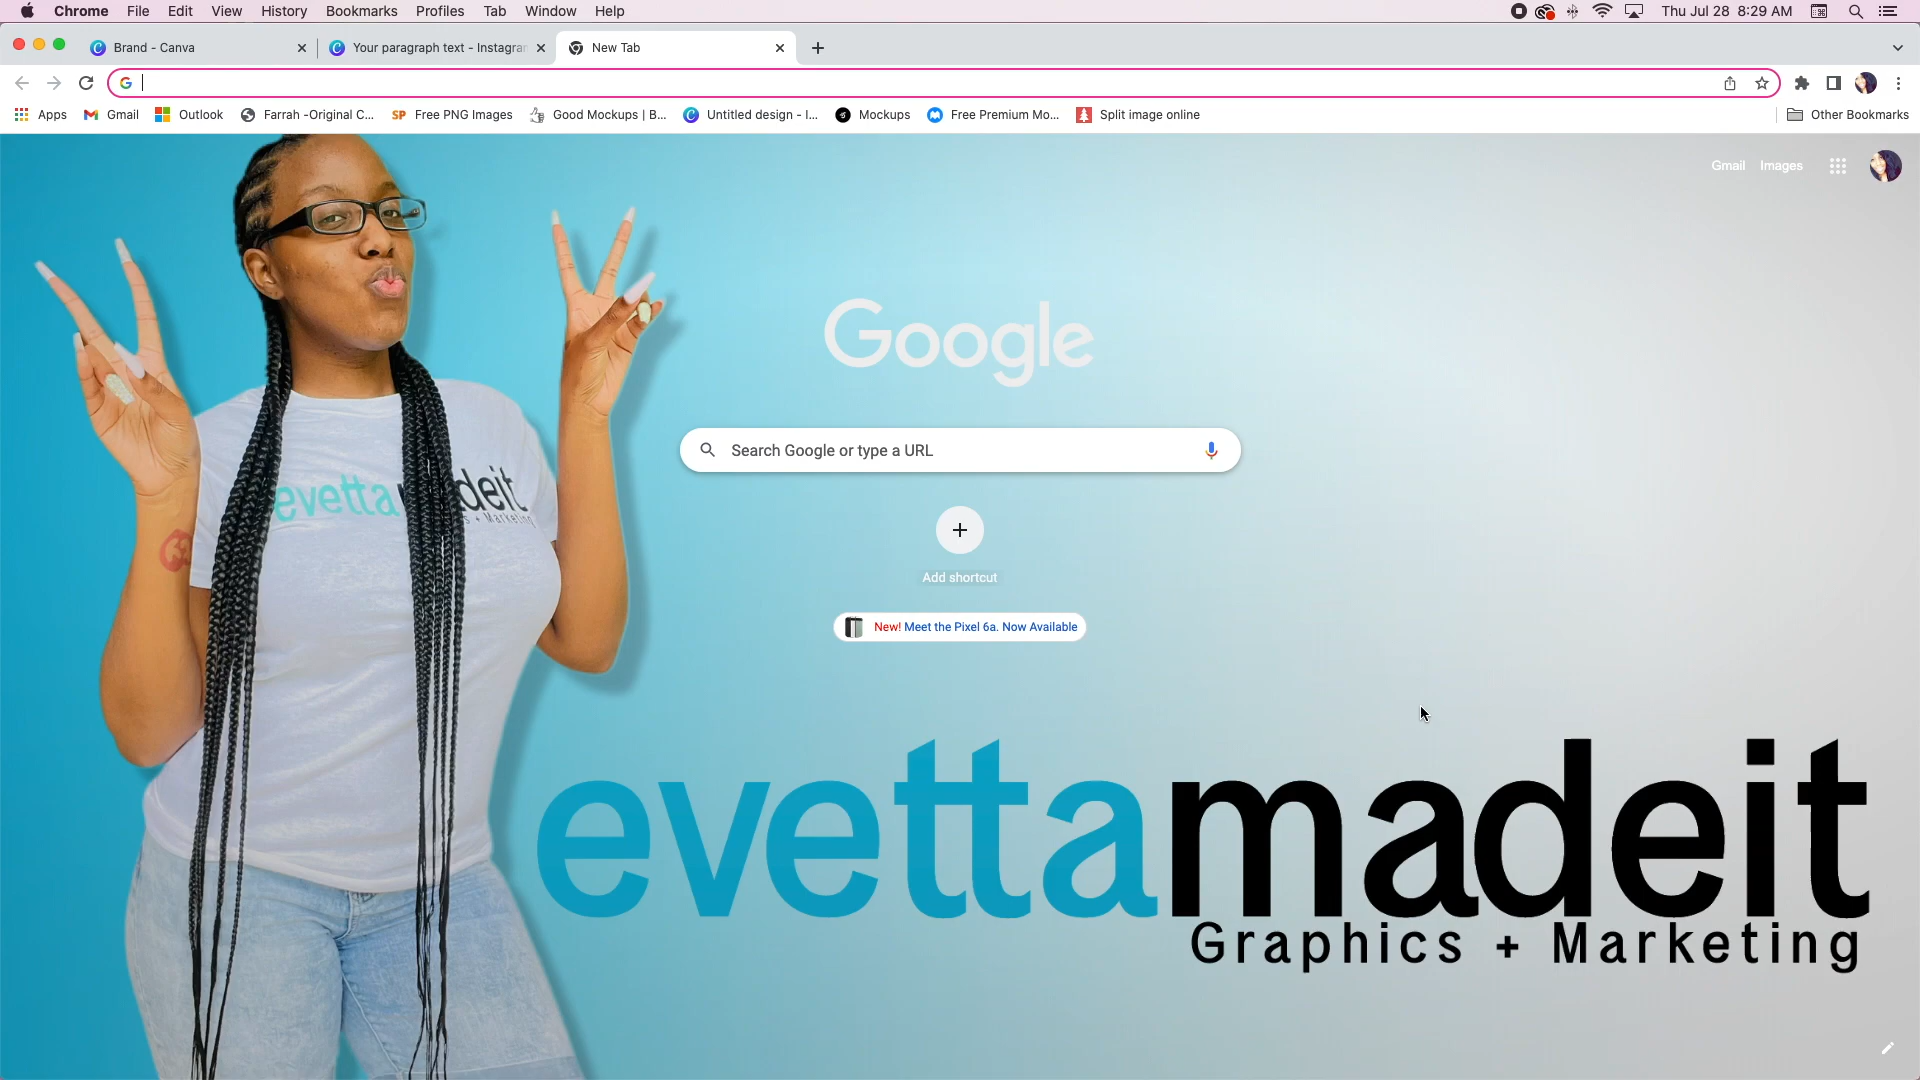 Chrome File Edit View History Bookmarks Profiles Tab Window Help Thu Jul 28 8:29 AM
Brand - Canva Your paragraph text - Instagra New Tab
Apps Gmail Outlook Farrah -Original C... SP Free PNG Images Good Mockups | B... Untitled design - I... Mockups Free Premium Mo... Split image online Other Bookmarks
Gmail Images
Google
Search Google or type a URL
Add shortcut
New! Meet the Pixel 6a. Now Available
evettamadeit
Graphics + Marketing